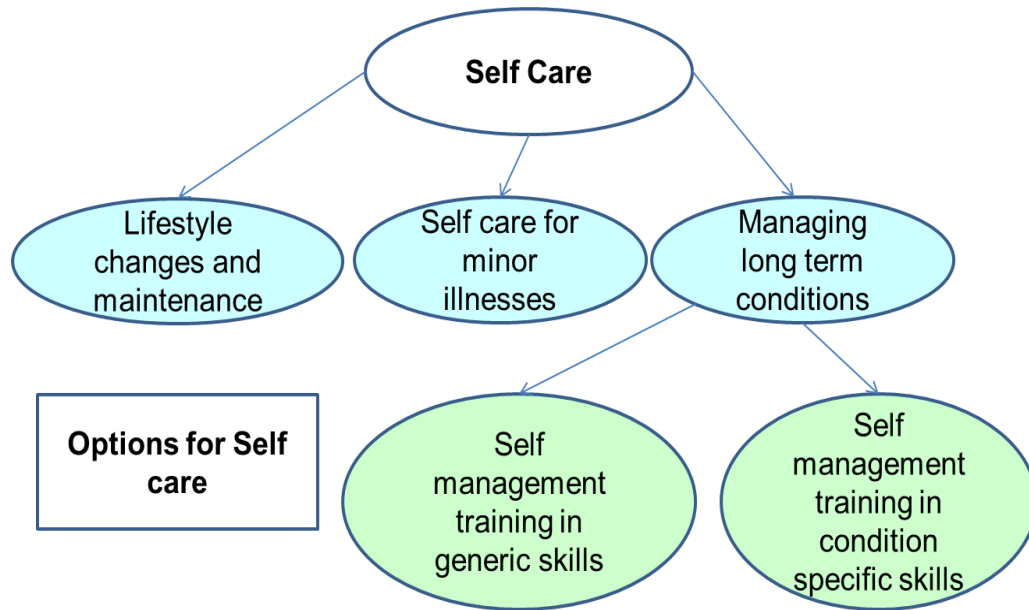 Self Care
Lifestyle
changes and
maintenance
Self care for
minor
illnesses
Managing
long term
conditions
Options for Self
care
Self
management
training in
generic skills
Self
management
training in
condition
specific skills